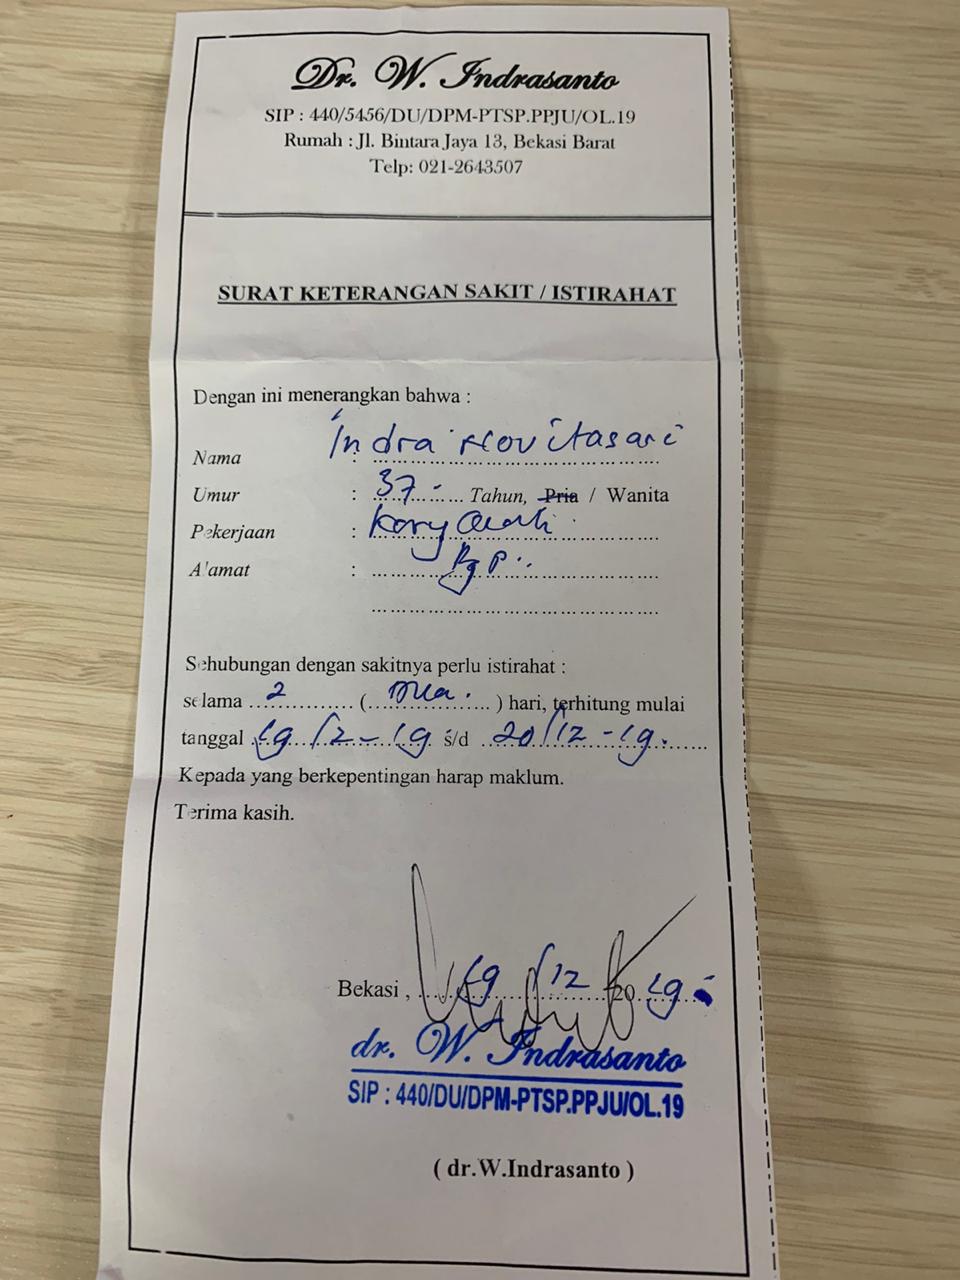 Dr. W. Indrasanto
SIP : 440/5456/DU/DPM-PTSP.PPJU/OL.19
Rumah : Jl. Bintara Jaya 13, Bekasi Barat
Telp: 021-2643507
SURAT KETERANGAN SAKIT / ISTIRAHAT
Dengan ini menerangkan bahwa :
Nama : Indra Novitasari
Umur : 37 Tahun, Pria / Wanita
Pekerjaan : Karyawati
Alamat :
Sehubungan dengan sakitnya perlu istirahat :
selama 2 ( Dua ) hari, terhitung mulai
tanggal 19/12-19 s/d 20/12-19.
Kepada yang berkepentingan harap maklum.
Terima kasih.
Bekasi, 19/12 2019
dr. W. Indrasanto
SIP : 440/DU/DPM-PTSP.PPJU/OL.19
( dr.W.Indrasanto )